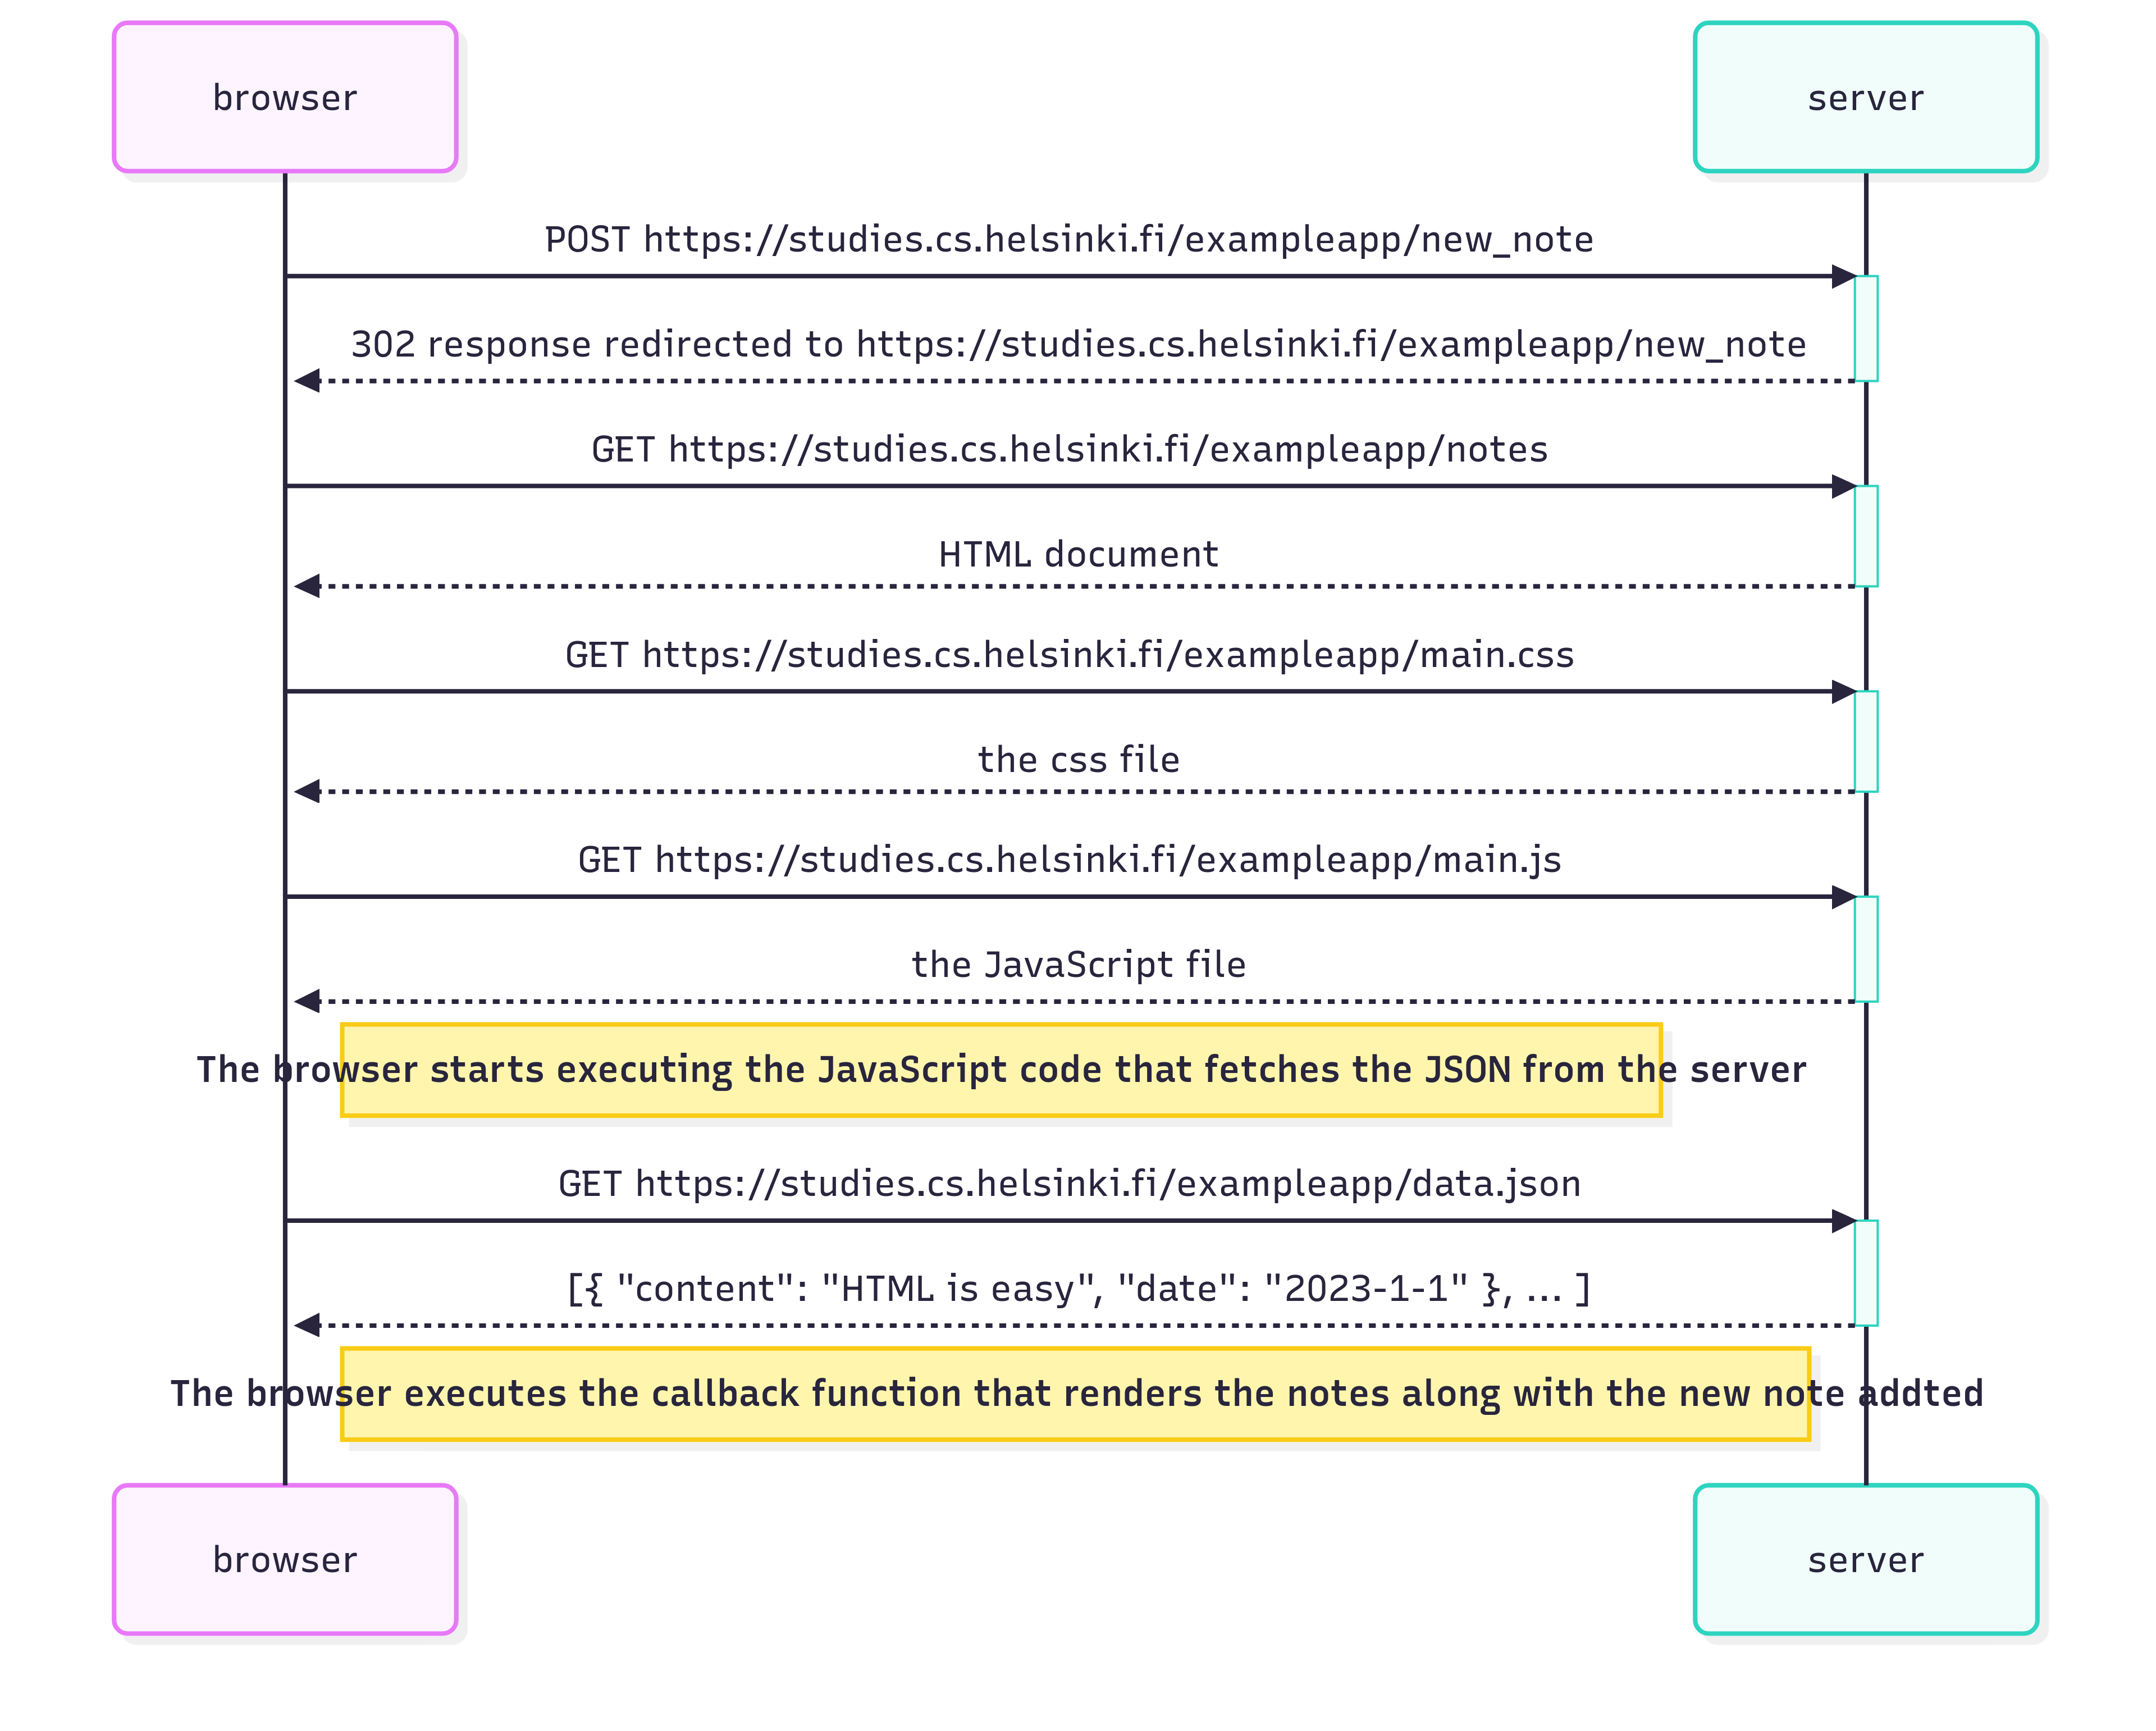 browser
server
POST https://studies.cs.helsinki.fi/exampleapp/new_note
302 response redirected to https://studies.cs.helsinki.fi/exampleapp/new_note
GET https://studies.cs.helsinki.fi/exampleapp/notes
HTML document
GET https://studies.cs.helsinki.fi/exampleapp/main.css
the css file
GET https://studies.cs.helsinki.fi/exampleapp/main.js
the JavaScript file
The browser starts executing the JavaScript code that fetches the JSON from the server
GET https://studies.cs.helsinki.fi/exampleapp/data.json
[{ "content": "HTML is easy", "date": "2023-1-1" }, ... ]
The browser executes the callback function that renders the notes along with the new note addted
browser
server